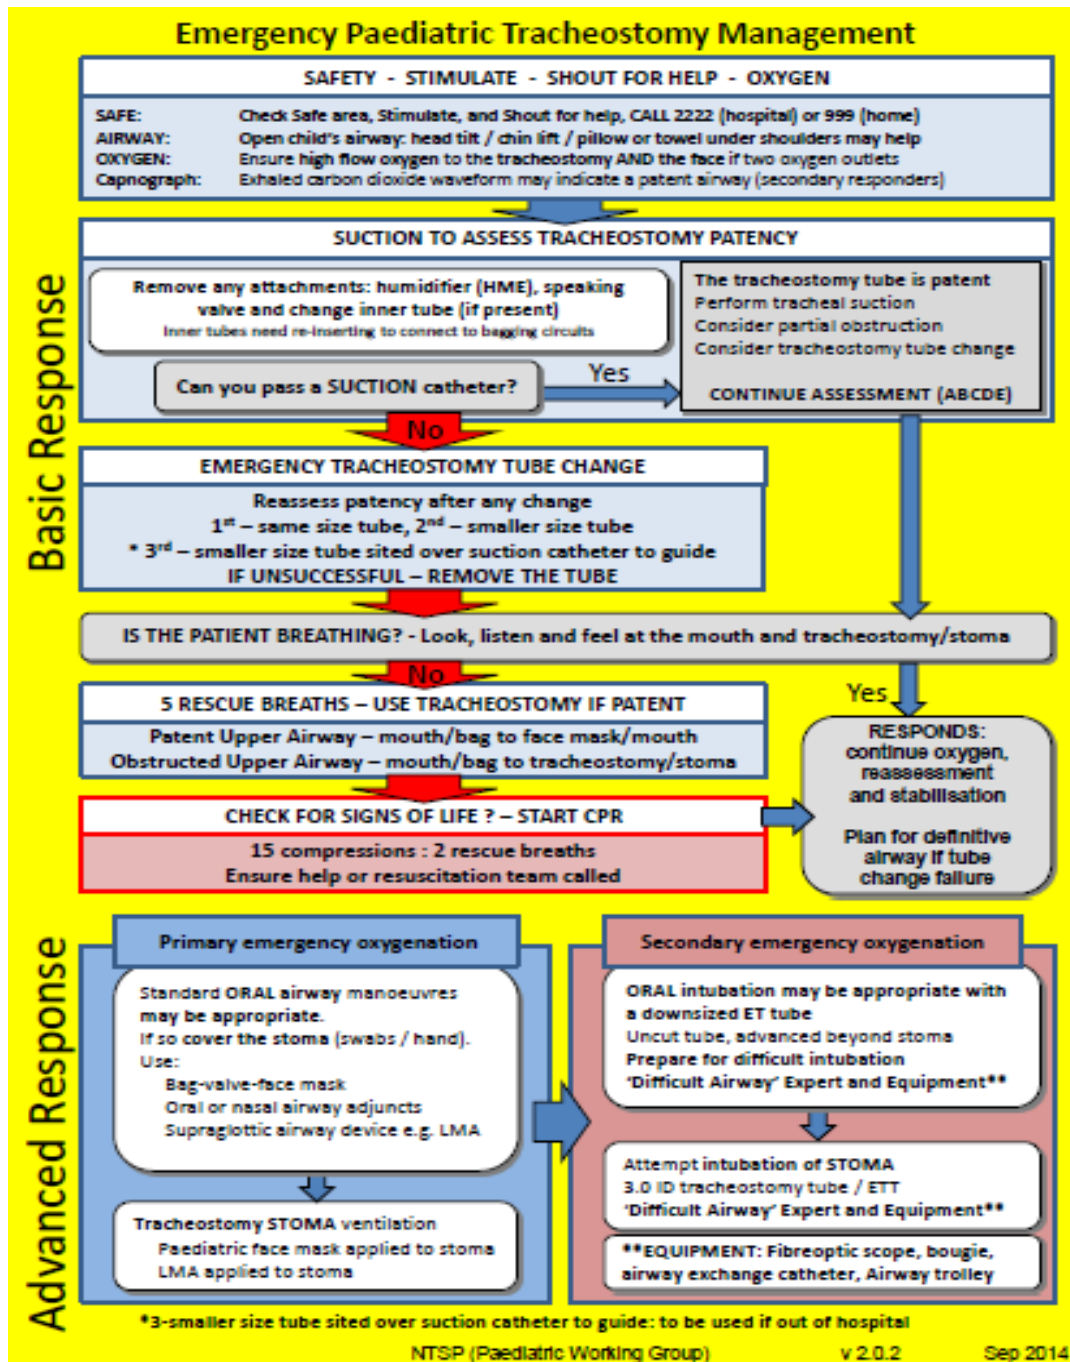 Emergency Paediatric Tracheostomy Management
SAFETY - STIMULATE - SHOUT FOR HELP - OXYGEN
SAFE: Check Safe area, Stimulate, and Shout for help, CALL 2222 (hospital) or 999 (home)
AIRWAY: Open child's airway: head tilt / chin lift / pillow or towel under shoulders may help
OXYGEN: Ensure high flow oxygen to the tracheostomy AND the face if two oxygen outlets
Capnograph: Exhaled carbon dioxide waveform may indicate a patent airway (secondary responders)
Basic Response
SUCTION TO ASSESS TRACHEOSTOMY PATENCY
Remove any attachments: humidifier (HME), speaking
valve and change inner tube (if present)
Inner tubes need re-inserting to connect to bagging circuits
Can you pass a SUCTION catheter?
Yes
The tracheostomy tube is patent
Perform tracheal suction
Consider partial obstruction
Consider tracheostomy tube change
CONTINUE ASSESSMENT (ABCDE)
No
EMERGENCY TRACHEOSTOMY TUBE CHANGE
Reassess patency after any change
1st – same size tube, 2nd – smaller size tube
* 3rd – smaller size tube sited over suction catheter to guide
IF UNSUCCESSFUL – REMOVE THE TUBE
IS THE PATIENT BREATHING? - Look, listen and feel at the mouth and tracheostomy/stoma
No
Yes
5 RESCUE BREATHS – USE TRACHEOSTOMY IF PATENT
Patent Upper Airway – mouth/bag to face mask/mouth
Obstructed Upper Airway – mouth/bag to tracheostomy/stoma
RESPONDS:
continue oxygen,
reassessment
and stabilisation
Plan for definitive
airway if tube
change failure
CHECK FOR SIGNS OF LIFE ? – START CPR
15 compressions : 2 rescue breaths
Ensure help or resuscitation team called
Advanced Response
Primary emergency oxygenation
Standard ORAL airway manoeuvres
may be appropriate.
If so cover the stoma (swabs / hand).
Use:
Bag-valve-face mask
Oral or nasal airway adjuncts
Supraglottic airway device e.g. LMA
Tracheostomy STOMA ventilation
Paediatric face mask applied to stoma
LMA applied to stoma
Secondary emergency oxygenation
ORAL intubation may be appropriate with
a downsized ET tube
Uncut tube, advanced beyond stoma
Prepare for difficult intubation
'Difficult Airway' Expert and Equipment**
Attempt intubation of STOMA
3.0 ID tracheostomy tube / ETT
'Difficult Airway' Expert and Equipment**
**EQUIPMENT: Fibreoptic scope, bougie,
airway exchange catheter, Airway trolley
*3-smaller size tube sited over suction catheter to guide: to be used if out of hospital
NTSP (Paediatric Working Group) v 2.0.2 Sep 2014